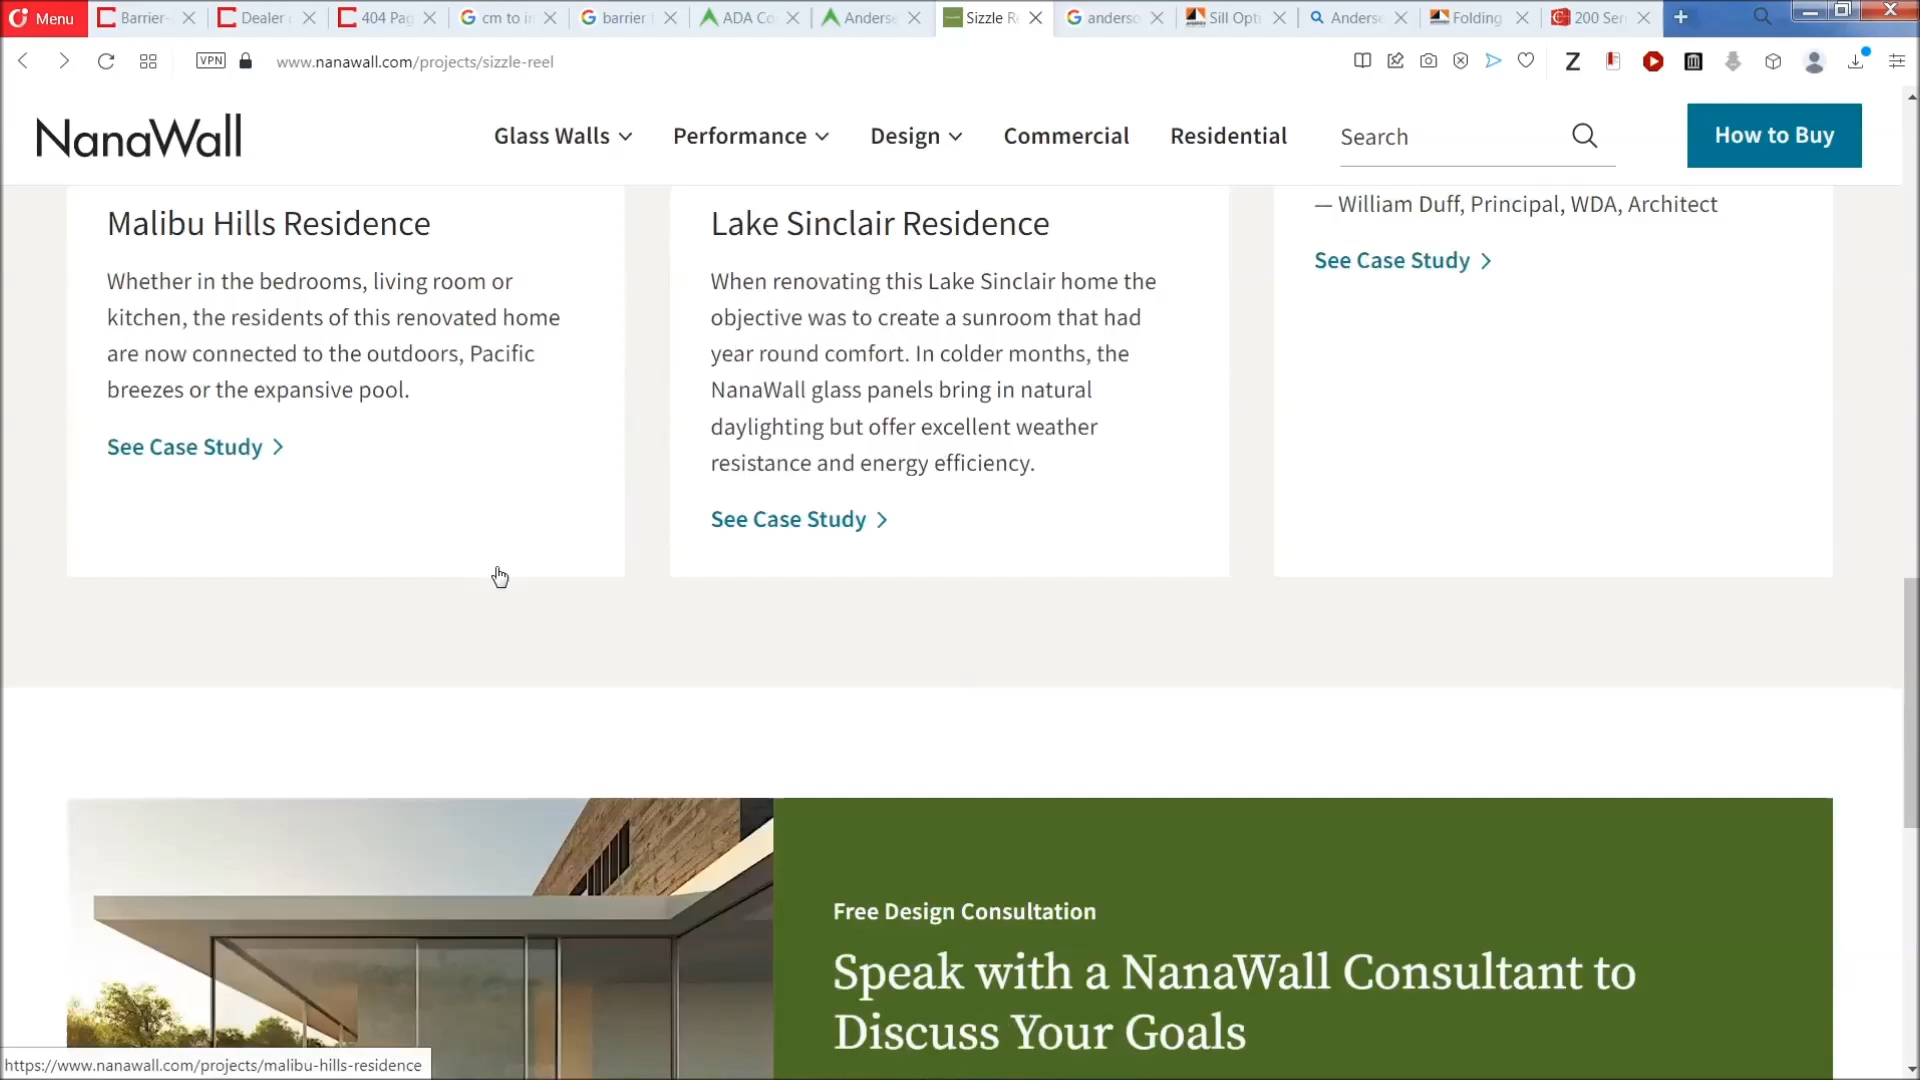 Menu
Barrier-
Dealer
404 Pag
cm to in
barrier
ADA Co
Anderse
Sizzle R
anderso
Sill Opti
Anderse
Folding
200 Seri
VPN
www.nanawall.com/projects/sizzle-reel
NanaWall
Glass Walls
Performance
Design
Commercial
Residential
Search
How to Buy
Malibu Hills Residence
Whether in the bedrooms, living room or
kitchen, the residents of this renovated home
are now connected to the outdoors, Pacific
breezes or the expansive pool.
See Case Study
Lake Sinclair Residence
When renovating this Lake Sinclair home the
objective was to create a sunroom that had
year round comfort. In colder months, the
NanaWall glass panels bring in natural
daylighting but offer excellent weather
resistance and energy efficiency.
See Case Study
— William Duff, Principal, WDA, Architect
See Case Study
Free Design Consultation
Speak with a NanaWall Consultant to
Discuss Your Goals
https://www.nanawall.com/projects/malibu-hills-residence